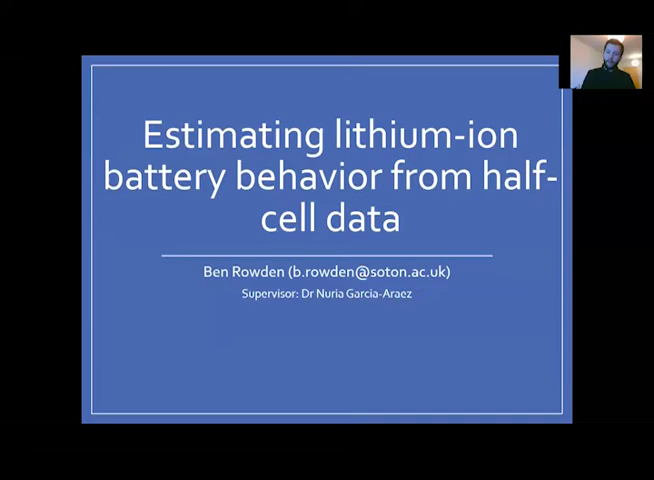 Estimating lithium-ion
battery behavior from half-
cell data
Ben Rowden (b.rowden@soton.ac.uk)
Supervisor: Dr Nuria Garcia-Araez